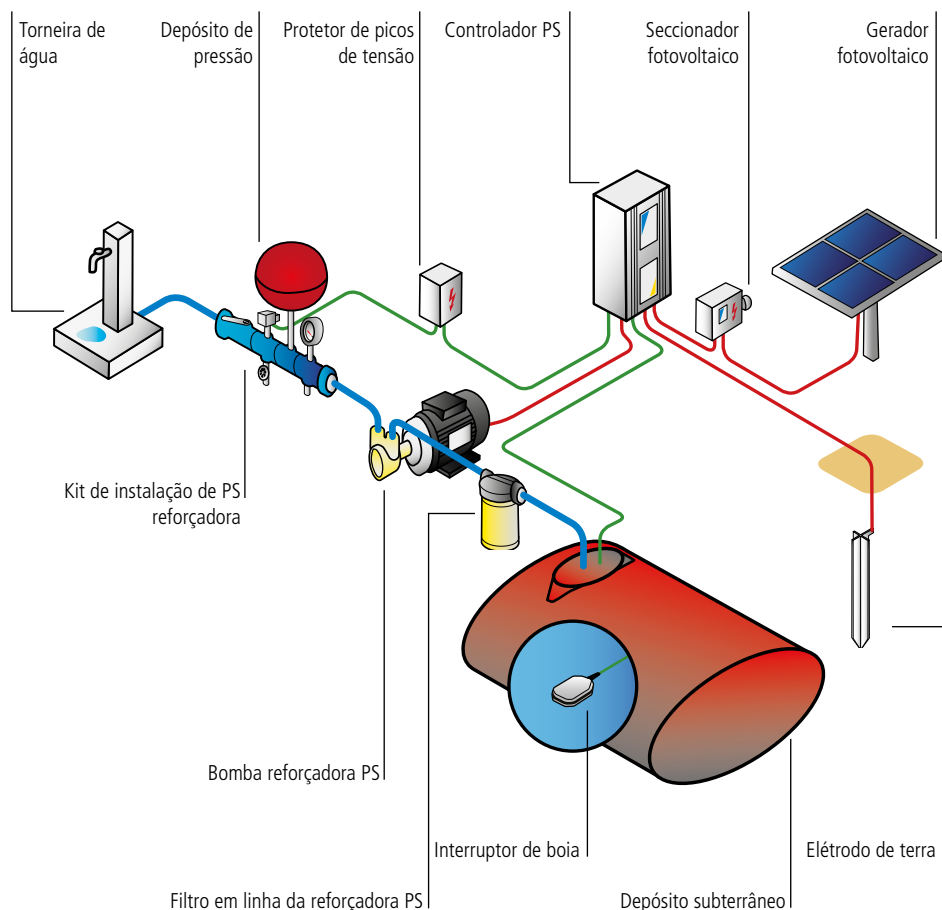 Torneira de
água
Depósito de
pressão
Protetor de picos
de tensão
Controlador PS
Seccionador
fotovoltaico
Gerador
fotovoltaico
Kit de instalação de PS
reforçadora
Bomba reforçadora PS
Interruptor de boia
Elétrodo de terra
Filtro em linha da reforçadora PS
Depósito subterrâneo